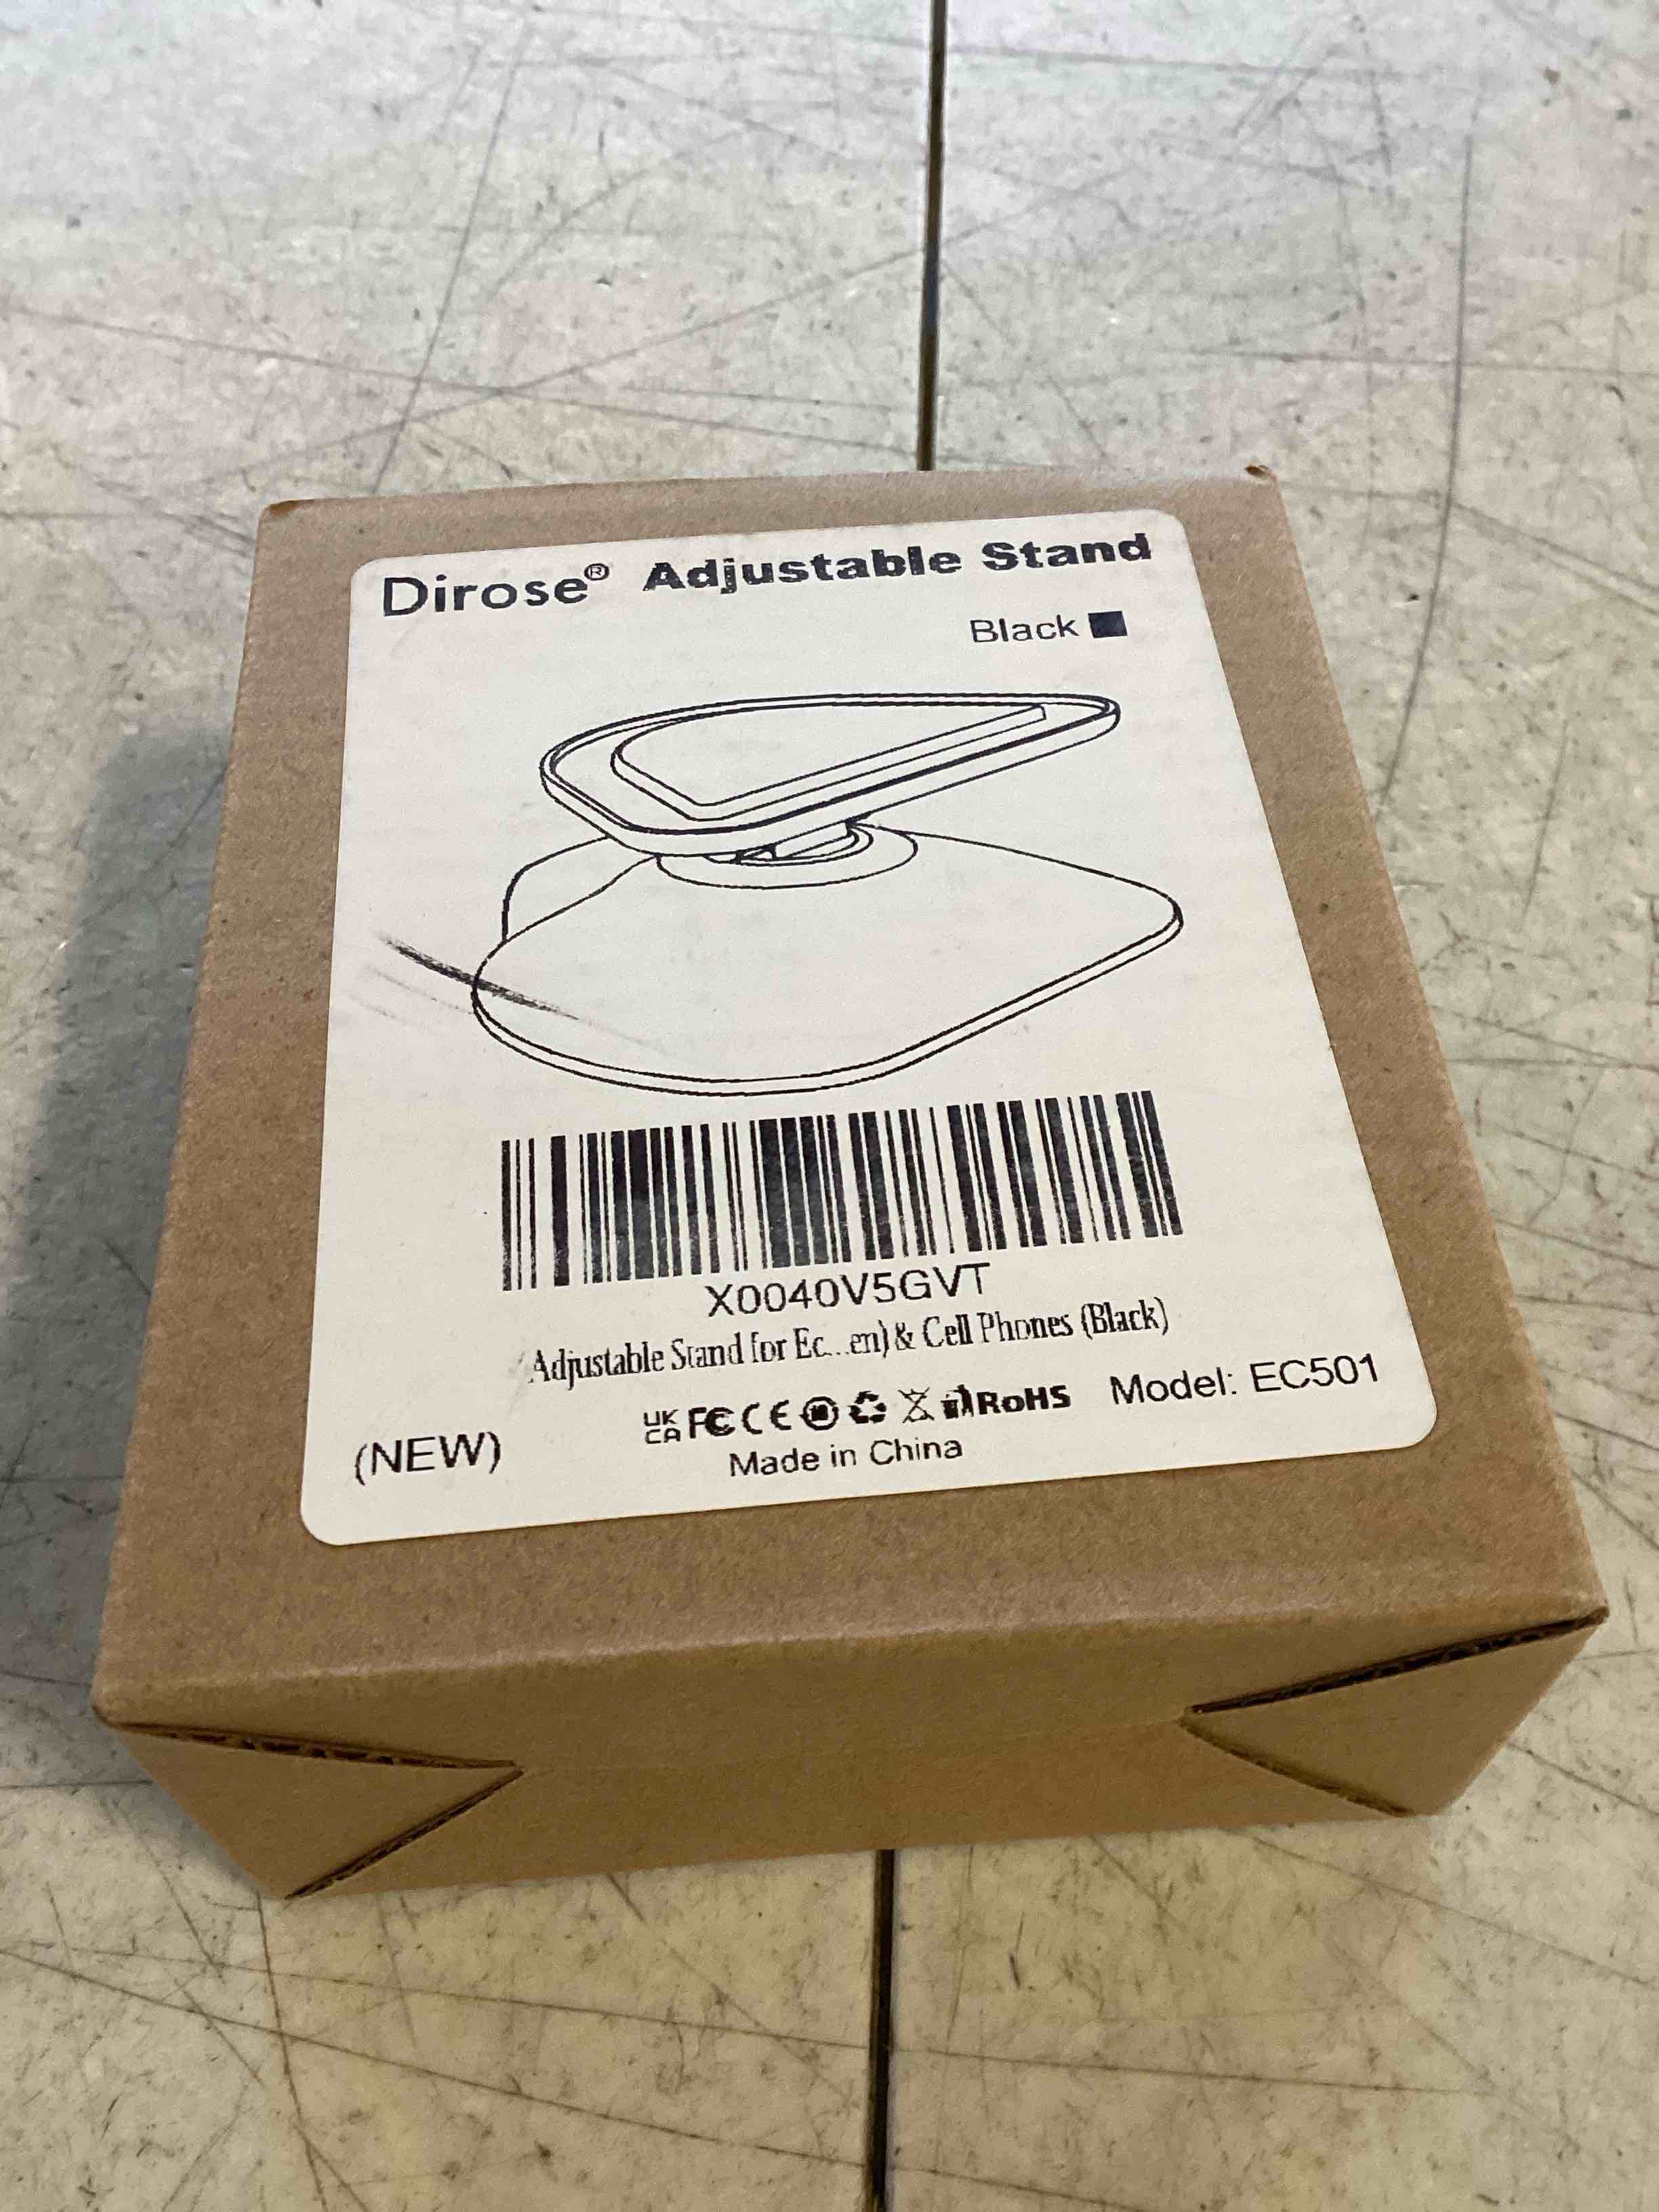 Dirose® Adjustable Stand
Black
X0040V5GVT
Adjustable Stand for Ec...en) & Cell Phones (Black)
UK CA FC CE RoHS Model: EC501
(NEW)
Made in China